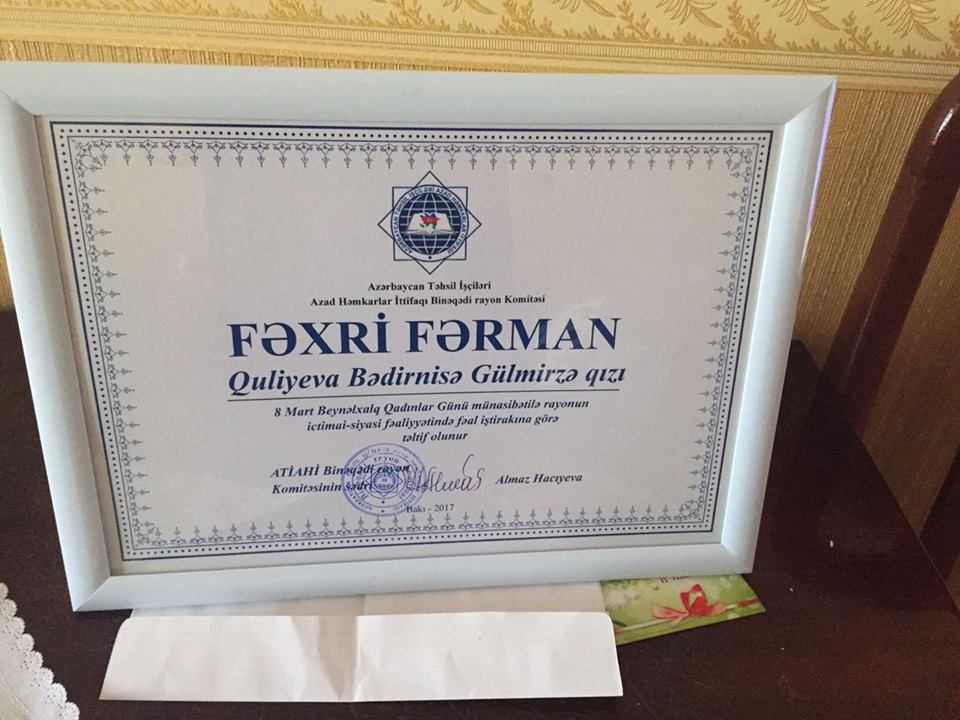 Azərbaycan Təhsil İşçiləri
Azad Həmkarlar İttifaqı Binəqədi rayon Komitəsi
FƏXRİ FƏRMAN
Quliyeva Bədirnisə Gülmirzə qızı
8 Mart Beynəlxalq Qadınlar Günü münasibətilə rayonun
ictimai-siyasi fəaliyyətində fəal iştirakına görə
təltif olunur
ATİAHİ Binəqədi rayon
Komitəsinin sədri
Almaz Hacıyeva
Bakı - 2017